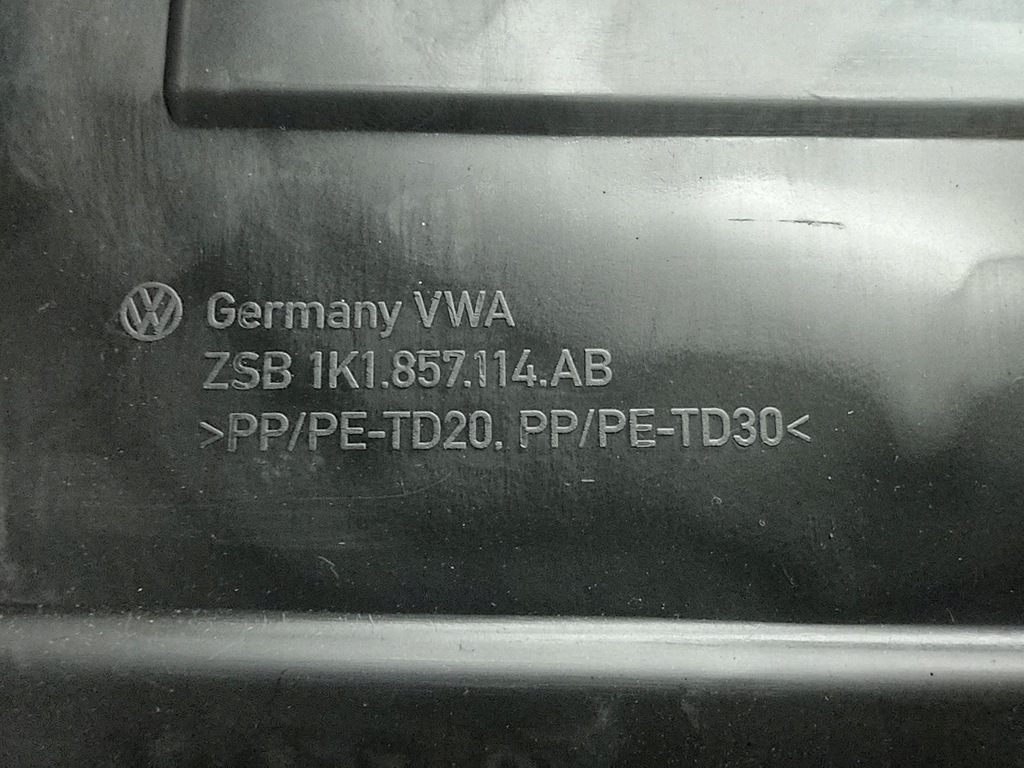 Germany VWA
ZSB 1K1.857.114.AB
>PP/PE-TD20, PP/PE-TD30<